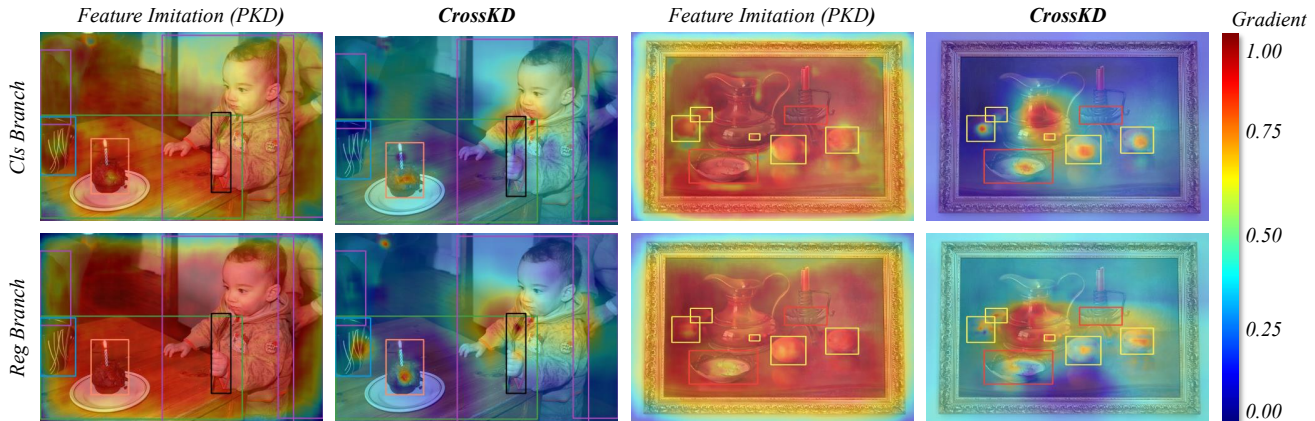 Feature Imitation (PKD) CrossKD Feature Imitation (PKD) CrossKD Gradient
Cls Branch
Reg Branch
1.00
0.75
0.50
0.25
0.00